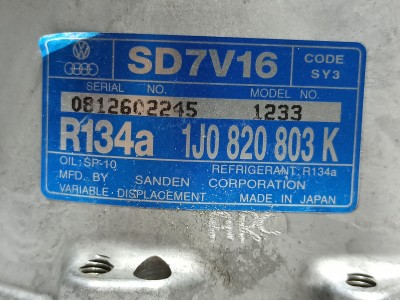 SD7V16 CODE SY3
SERIAL NO. MODEL NO.
0812602245 1233
R134a 1J0 820 803 K
OIL: SP-10 REFRIGERANT: R134a
MFD. BY SANDEN CORPORATION
VARIABLE DISPLACEMENT MADE IN JAPAN